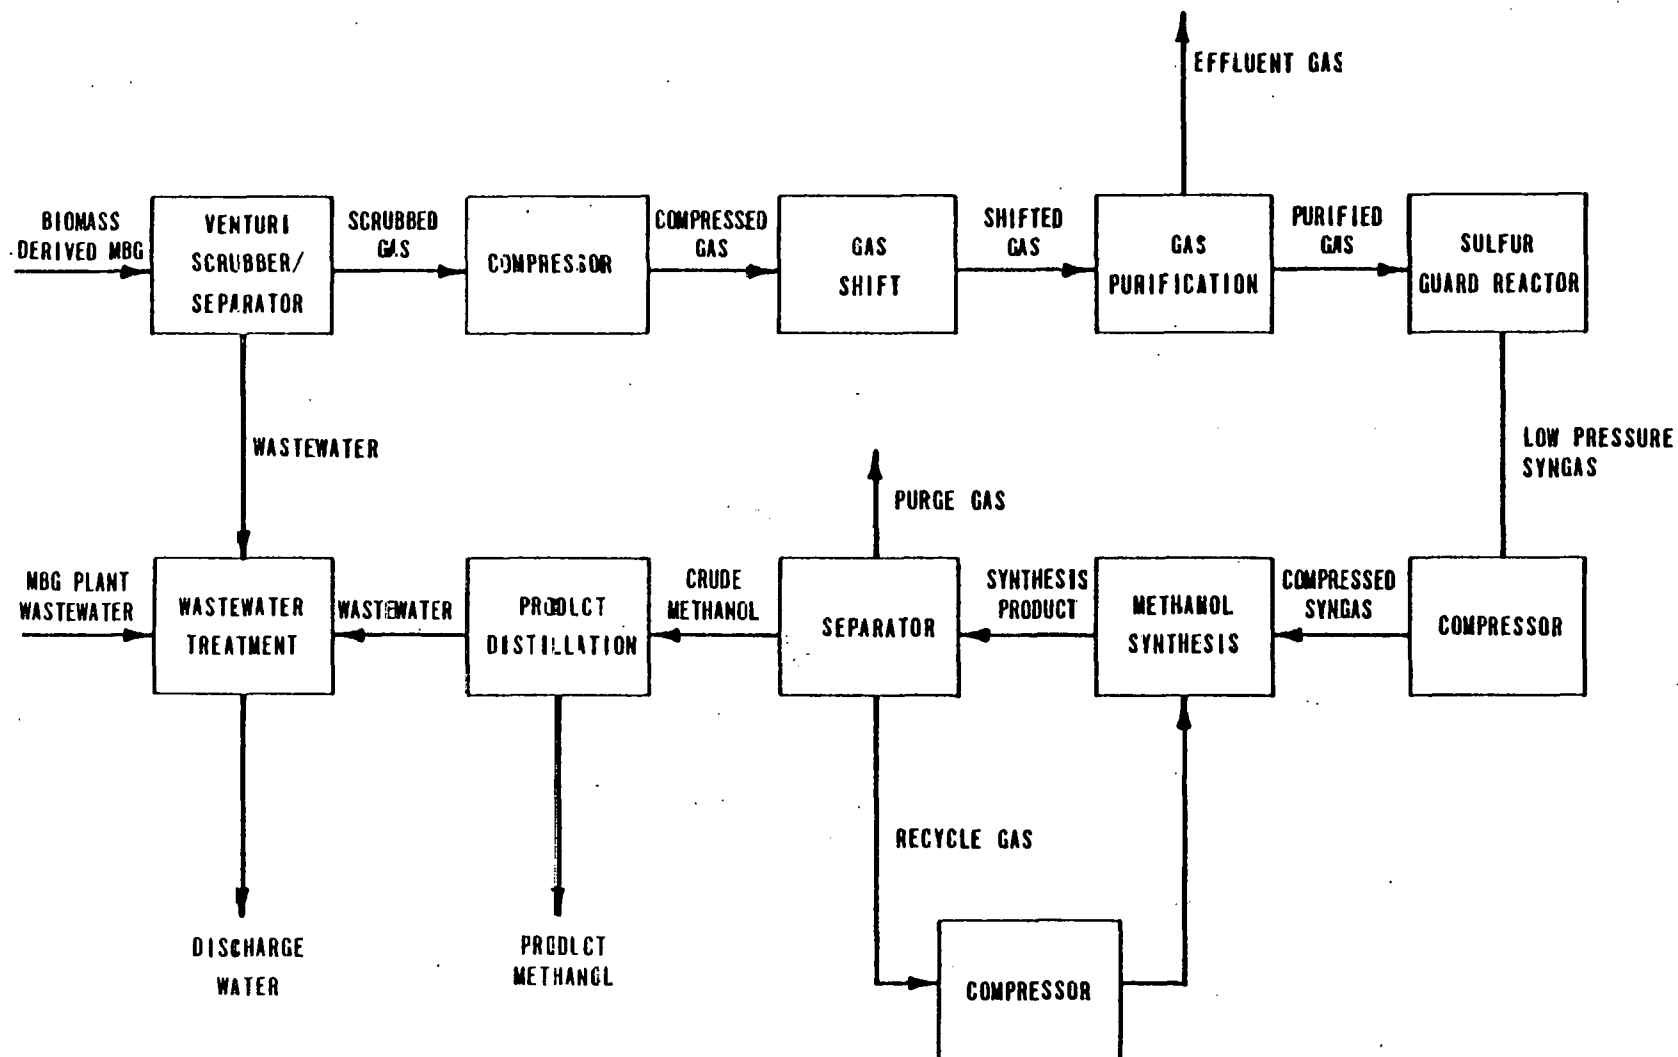 EFFLUENT GAS
BIOMASS
DERIVED MBG
VENTURI
SCRUBBER/
SEPARATOR
SCRUBBED
GAS
COMPRESSOR
COMPRESSED
GAS
GAS
SHIFT
SHIFTED
GAS
GAS
PURIFICATION
PURIFIED
GAS
SULFUR
GUARD REACTOR
WASTEWATER
LOW PRESSURE
SYNGAS
PURGE GAS
MBG PLANT
WASTEWATER
WASTEWATER
TREATMENT
WASTEWATER
PRODUCT
DISTILLATION
CRUDE
METHANOL
SEPARATOR
SYNTHESIS
PRODUCT
METHANOL
SYNTHESIS
COMPRESSED
SYNGAS
COMPRESSOR
RECYCLE GAS
DISCHARGE
WATER
PRODUCT
METHANOL
COMPRESSOR